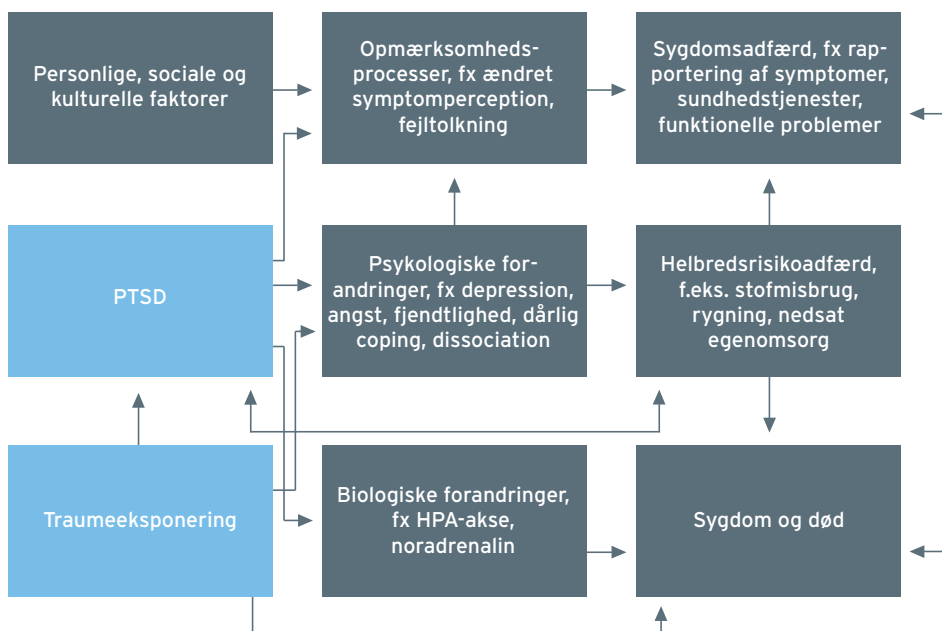 Personlige, sociale og
kulturelle faktorer
Opmærksomheds-
processer, fx ændret
symptomperception,
fejltolkning
Sygdomsadfærd, fx rap-
portering af symptomer,
sundhedstjenester,
funktionelle problemer
PTSD
Psykologiske for-
andringer, fx depression,
angst, fjendtlighed, dårlig
coping, dissociation
Helbredsrisikoadfærd,
f.eks. stofmisbrug,
rygning, nedsat
egenomsorg
Traumeeksponering
Biologiske forandringer,
fx HPA-akse,
noradrenalin
Sygdom og død